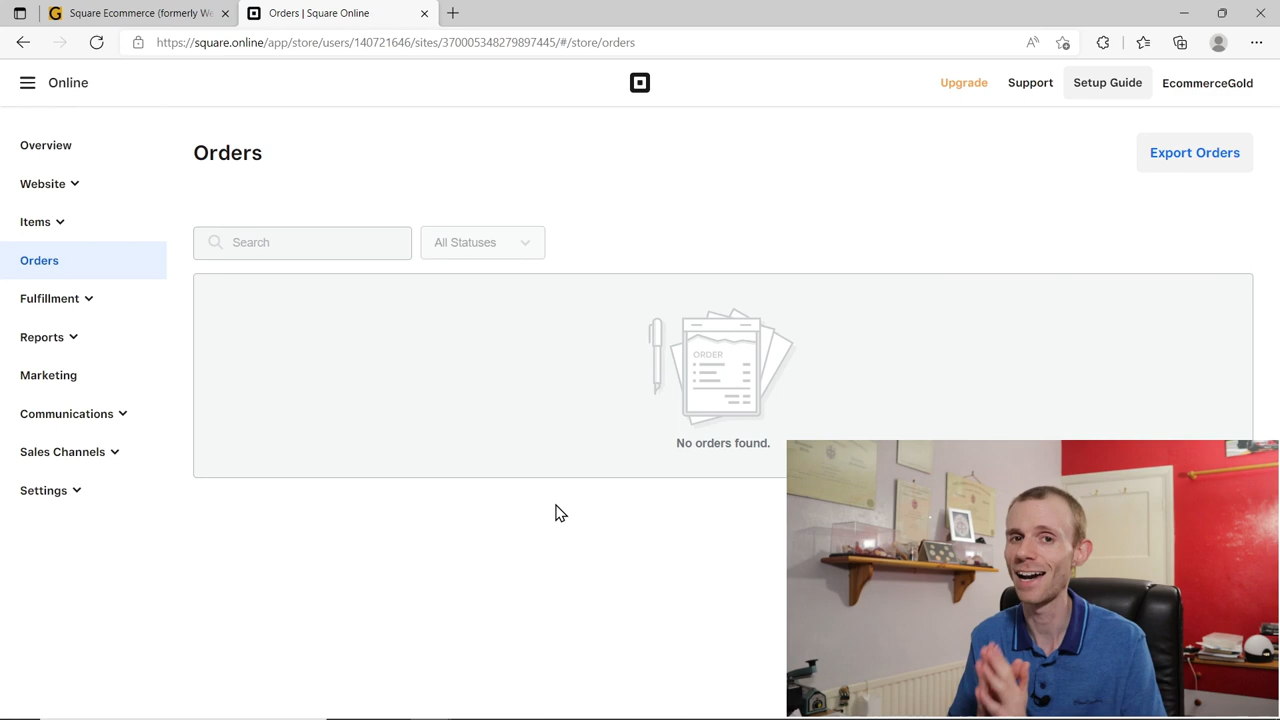 Square Ecommerce (formerly We
Orders | Square Online
https://square.online/app/store/users/140721646/sites/370005348279897445/#/store/orders
Online
Upgrade
Support
Setup Guide
EcommerceGold
Overview
Website
Items
Orders
Fulfillment
Reports
Marketing
Communications
Sales Channels
Settings
Orders
Export Orders
Search
All Statuses
ORDER
No orders found.